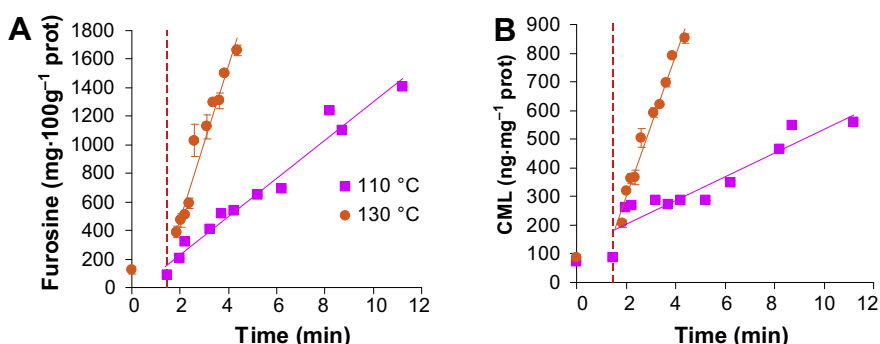 A
Furosine (mg·100g⁻¹ prot)
1800
1600
1400
1200
1000
800
600
400
200
0
0 2 4 6 8 10 12
Time (min)
110 °C
130 °C
B
CML (ng·mg⁻¹ prot)
900
800
700
600
500
400
300
200
100
0
0 2 4 6 8 10 12
Time (min)